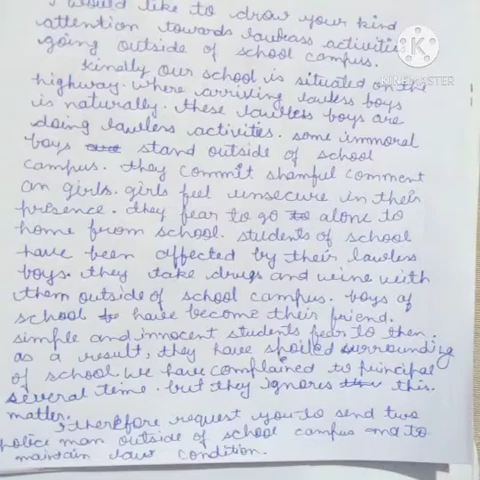 I would like to drow your kind
attention towards lawlass activities
going outside of school campus.
Kindly our school is situated on the
highway. where arriving lawless boys
is naturally. these lawless boys are
doing lawless activites. some immoral
boys stand outside of school
campus. they commit shamful comment
on girls. girls feel unsecure in their
presence. they fear to go to alone to
home from school. students of school
have been affected by their lawless
boys. they take drugs and wine with
them outside of school campus. boys of
school have become their friend.
simple and innocent students fear to then.
as a result, they have spoiled surrounding
of school. we have complained to principal
several time. but they ignores this.
matter.
I therefore request you to send two
police man outside of school campus and to
maintain law condition.
KINEMASTER